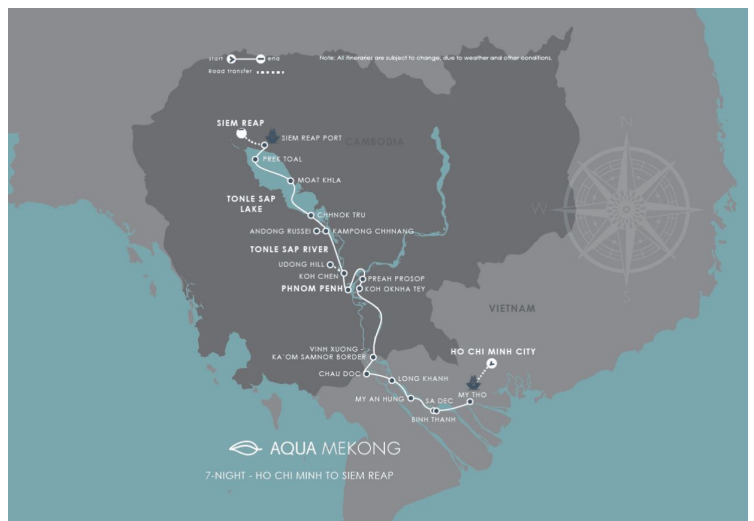 start end
Road transfer
Note: All itineraries are subject to change, due to weather and other conditions.
N
W
E
S
SIEM REAP
SIEM REAP PORT
CAMBODIA
PREK TOAL
MOAT KHLA
TONLE SAP
LAKE
CHHNOK TRU
ANDONG RUSSEI
KAMPONG CHHNANG
TONLE SAP RIVER
UDONG HILL
KOH CHEN
PREAH PROSOP
PHNOM PENH
KOH OKNHA TEY
VIETNAM
VINH XUONG -
KA'OM SAMNOR BORDER
HO CHI MINH CITY
CHAU DOC
LONG KHANH
MY AN HUNG
SA DEC
MY THO
BINH THANH
AQUA MEKONG
7-NIGHT - HO CHI MINH TO SIEM REAP